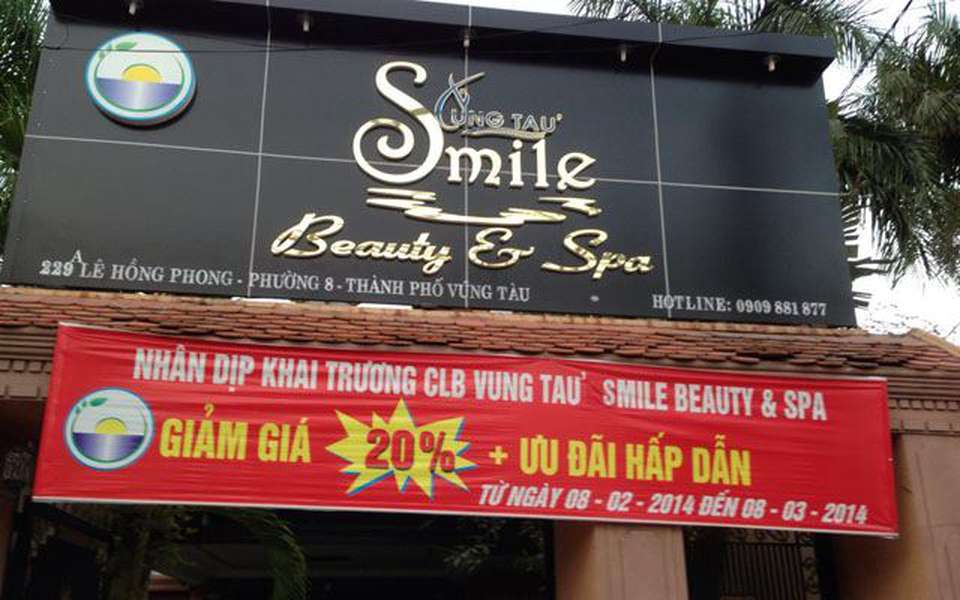 VUNG TAU'
Smile
Beauty & Spa
229A LÊ HỒNG PHONG - PHƯỜNG 8 - THÀNH PHỐ VŨNG TÀU
HOTLINE: 0909 881 877
NHÂN DỊP KHAI TRƯƠNG CLB VUNG TAU' SMILE BEAUTY & SPA
GIẢM GIÁ 20% + ƯU ĐÃI HẤP DẪN
TỪ NGÀY 08 - 02 - 2014 ĐẾN 08 - 03 - 2014